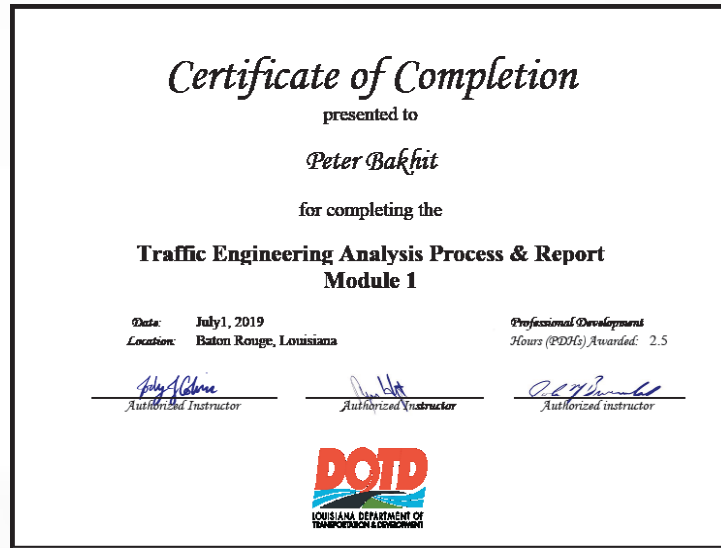 Certificate of Completion
presented to
Peter Bakhit
for completing the
Traffic Engineering Analysis Process & Report
Module 1
Date: July1, 2019
Location: Baton Rouge, Louisiana
Professional Development
Hours (PDHs) Awarded: 2.5
Authorized Instructor
Authorized Instructor
Authorized instructor
DOTD
LOUISIANA DEPARTMENT OF
TRANSPORTATION & DEVELOPMENT